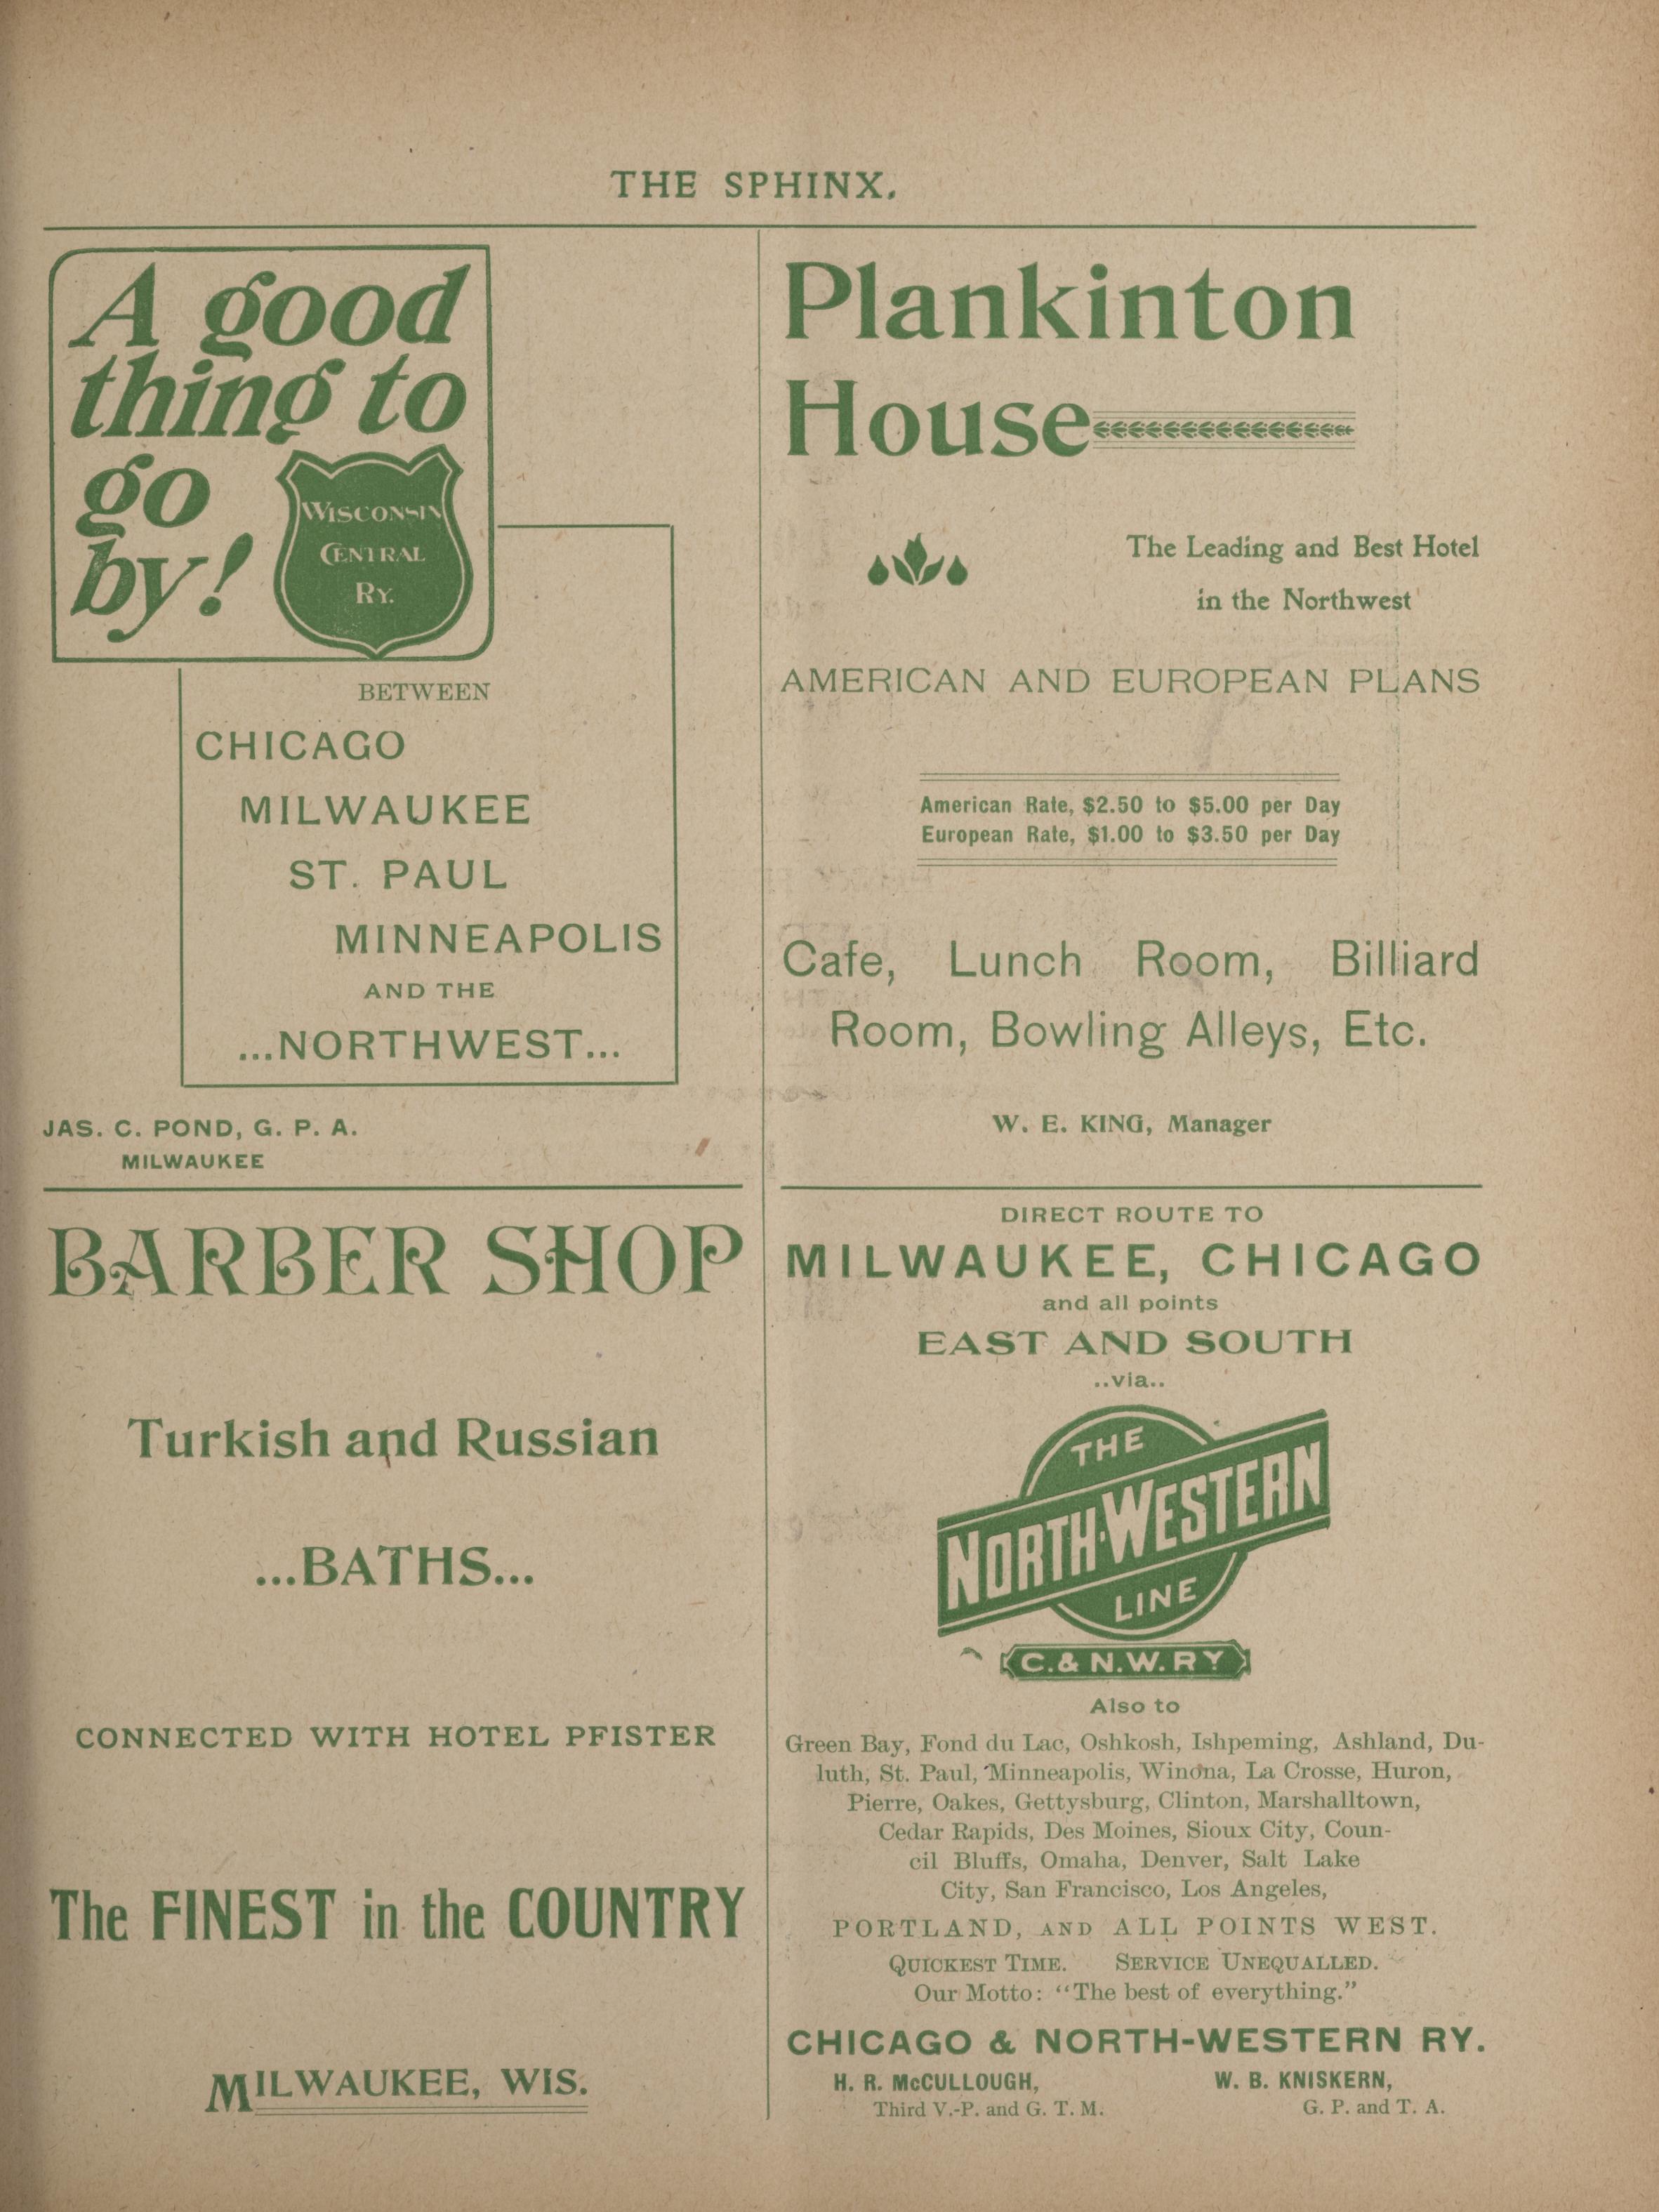 THE SPHINX.
A good
thing to
go
by!
WISCONSIN
CENTRAL
RY.
BETWEEN
CHICAGO
MILWAUKEE
ST. PAUL
MINNEAPOLIS
AND THE
...NORTHWEST...
JAS. C. POND, G. P. A.
MILWAUKEE
BARBER SHOP
Turkish and Russian
...BATHS...
CONNECTED WITH HOTEL PFISTER
The FINEST in the COUNTRY
MILWAUKEE, WIS.
Plankinton
House
The Leading and Best Hotel
in the Northwest
AMERICAN AND EUROPEAN PLANS
American Rate, $2.50 to $5.00 per Day
European Rate, $1.00 to $3.50 per Day
Cafe, Lunch Room, Billiard
Room, Bowling Alleys, Etc.
W. E. KING, Manager
DIRECT ROUTE TO
MILWAUKEE, CHICAGO
and all points
EAST AND SOUTH
..via..
THE
NORTH-WESTERN
LINE
C. & N. W. RY
Also to
Green Bay, Fond du Lac, Oshkosh, Ishpeming, Ashland, Du-
luth, St. Paul, Minneapolis, Winona, La Crosse, Huron,
Pierre, Oakes, Gettysburg, Clinton, Marshalltown,
Cedar Rapids, Des Moines, Sioux City, Coun-
cil Bluffs, Omaha, Denver, Salt Lake
City, San Francisco, Los Angeles,
PORTLAND, AND ALL POINTS WEST.
QUICKEST TIME. SERVICE UNEQUALLED.
Our Motto: "The best of everything."
CHICAGO & NORTH-WESTERN RY.
H. R. McCULLOUGH, W. B. KNISKERN,
Third V.-P. and G. T. M. G. P. and T. A.